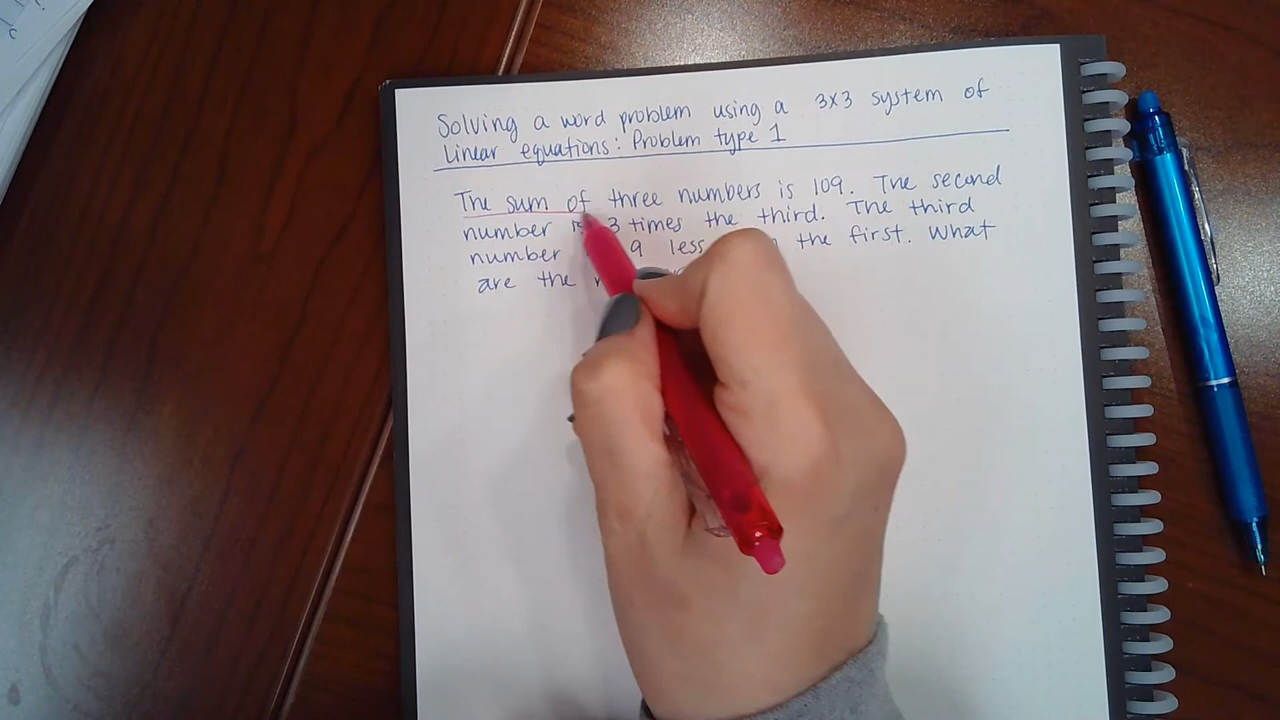 Solving a word problem using a 3x3 system of
linear equations: Problem type 1
The sum of three numbers is 109. The second
number is 3 times the third. The third
number 9 less the first. What
are the